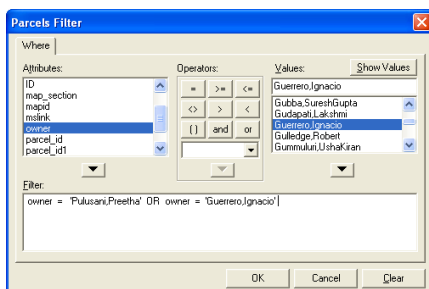 Parcels Filter
Where
Attributes:
Operators:
Values:
Show Values
ID
map_section
mapid
mslink
owner
parcel_id
parcel_id1
= >= <=
<> > <
( ) and or
Guerrero,Ignacio
Gubba,SureshGupta
Gudapati,Lakshmi
Guerrero,Ignacio
Gulledge,Robert
Gummuluri,UshaKiran
Filter:
owner = 'Pulusani,Preetha' OR owner = 'Guerrero,Ignacio'
OK Cancel Clear